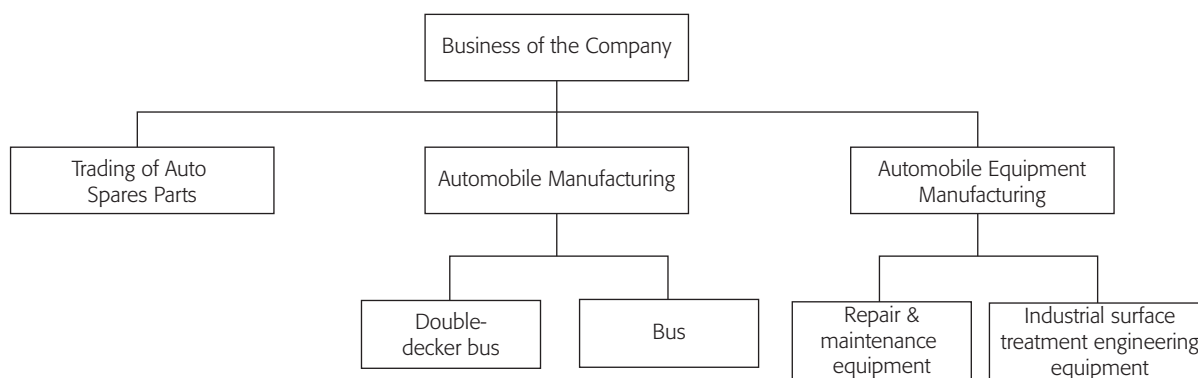 Business of the Company
Trading of Auto
Spares Parts
Automobile Manufacturing
Automobile Equipment
Manufacturing
Double-
decker bus
Bus
Repair &
maintenance
equipment
Industrial surface
treatment engineering
equipment